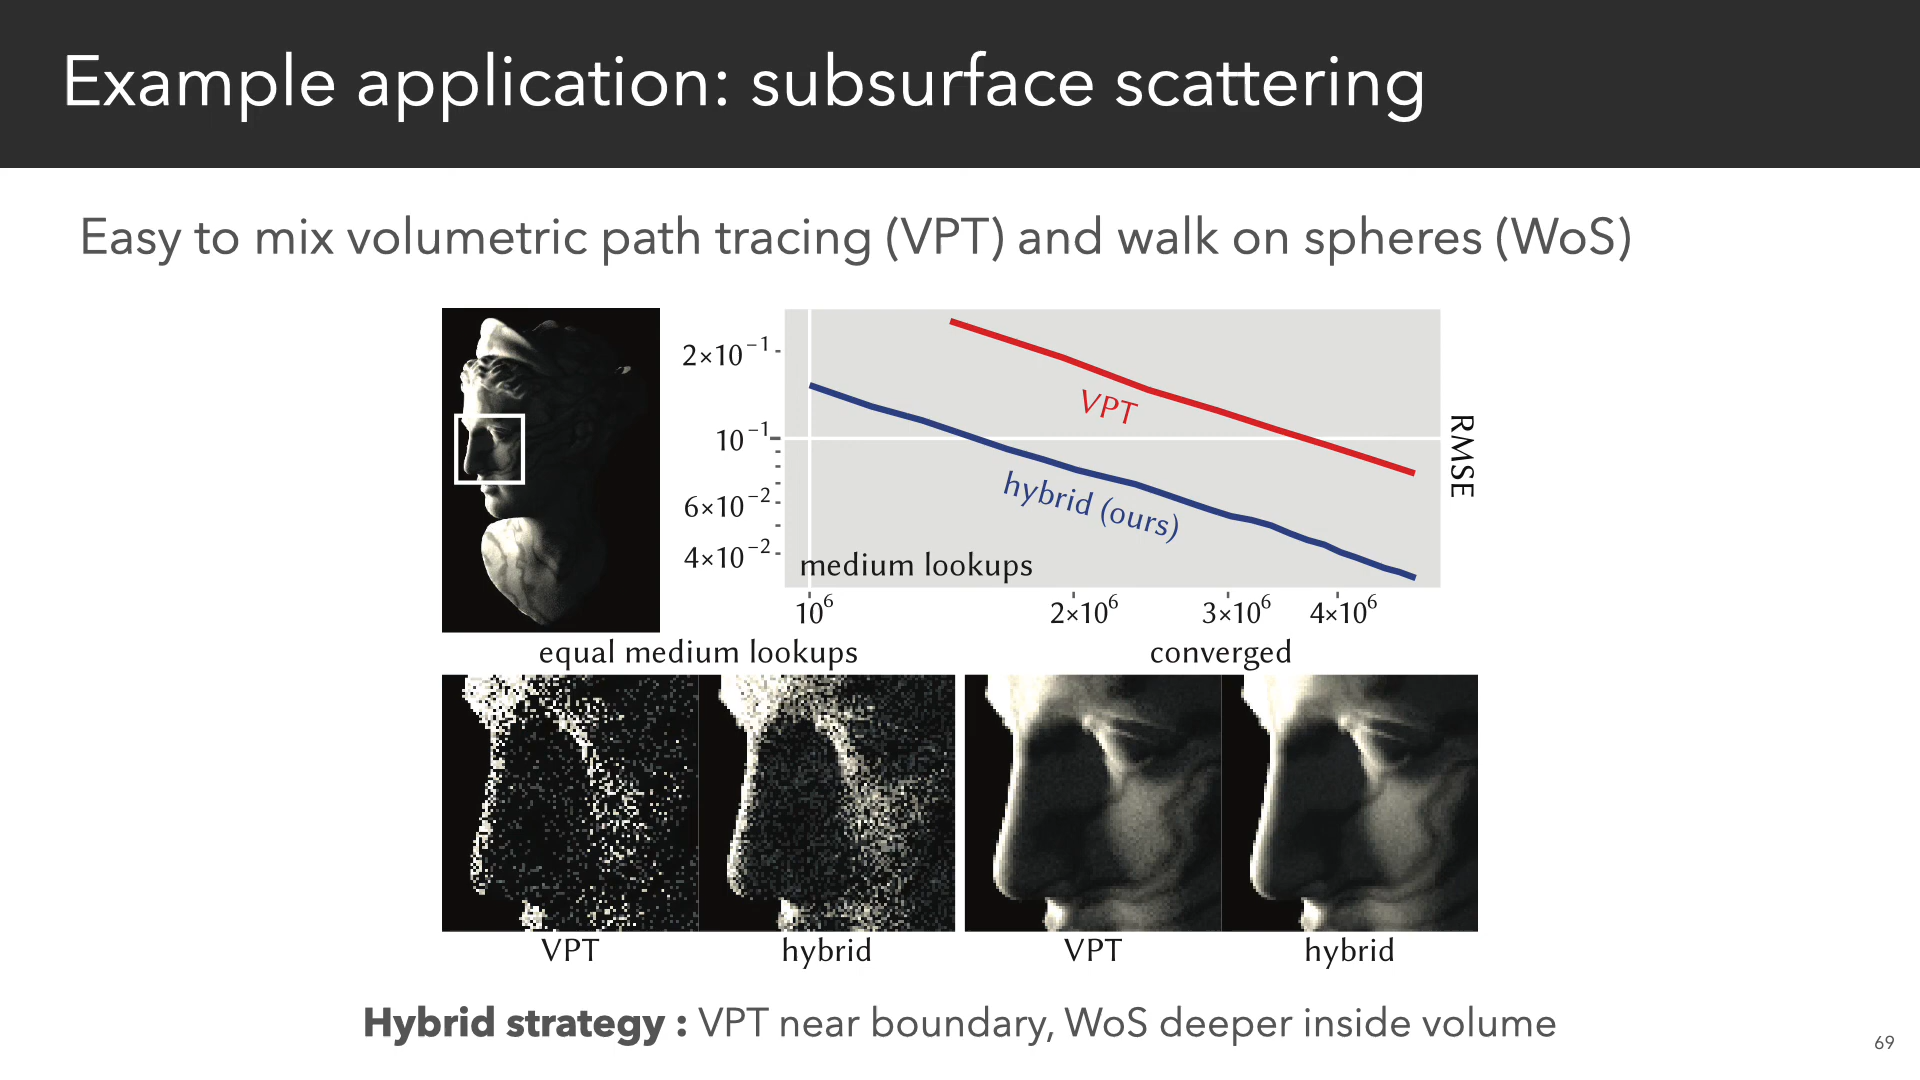 Example application: subsurface scattering
Easy to mix volumetric path tracing (VPT) and walk on spheres (WoS)
2×10⁻¹
10⁻¹
6×10⁻²
4×10⁻²
VPT
hybrid (ours)
RMSE
medium lookups
10⁶ 2×10⁶ 3×10⁶ 4×10⁶
equal medium lookups converged
VPT hybrid VPT hybrid
Hybrid strategy : VPT near boundary, WoS deeper inside volume
69